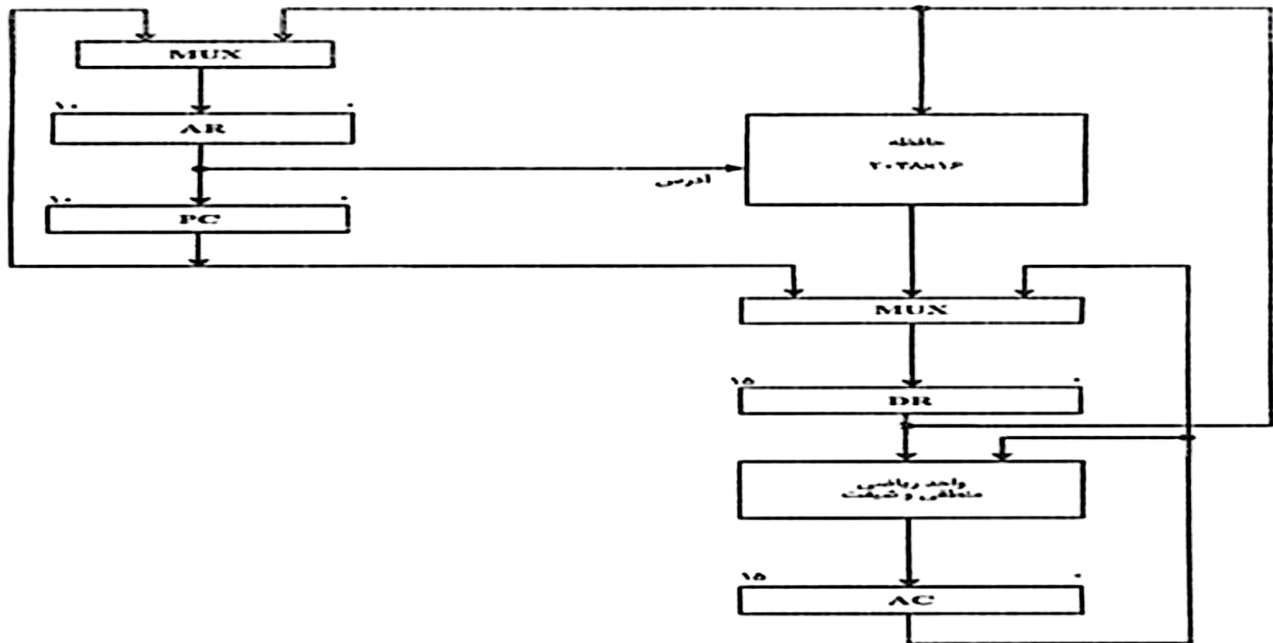 MUX
۱۰ ۰
AR
حافظه
۲۰۴۸×۱۶
آدرس
۱۰ ۰
PC
MUX
۱۵ ۰
DR
واحد ریاضی
منطقی و شیفت
۱۵ ۰
AC